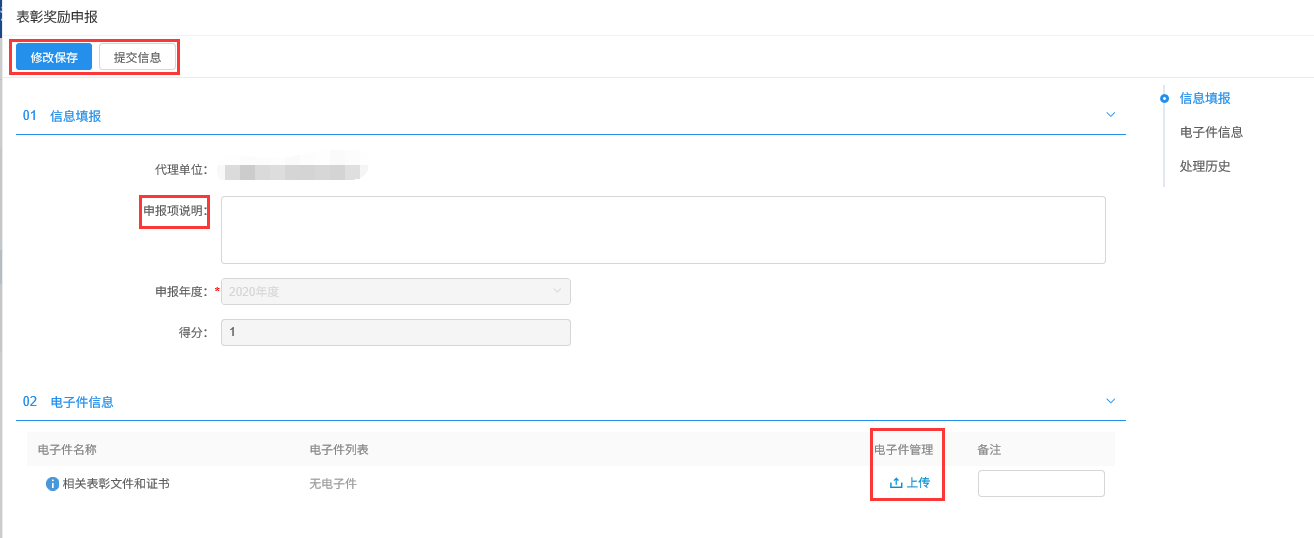 表彰奖励申报
修改保存 提交信息
01 信息填报
信息填报
电子件信息
处理历史
代理单位:
申报项说明:
申报年度: * 2020年度
得分: 1
02 电子件信息
电子件名称 电子件列表 电子件管理 备注
相关表彰文件和证书 无电子件 上传